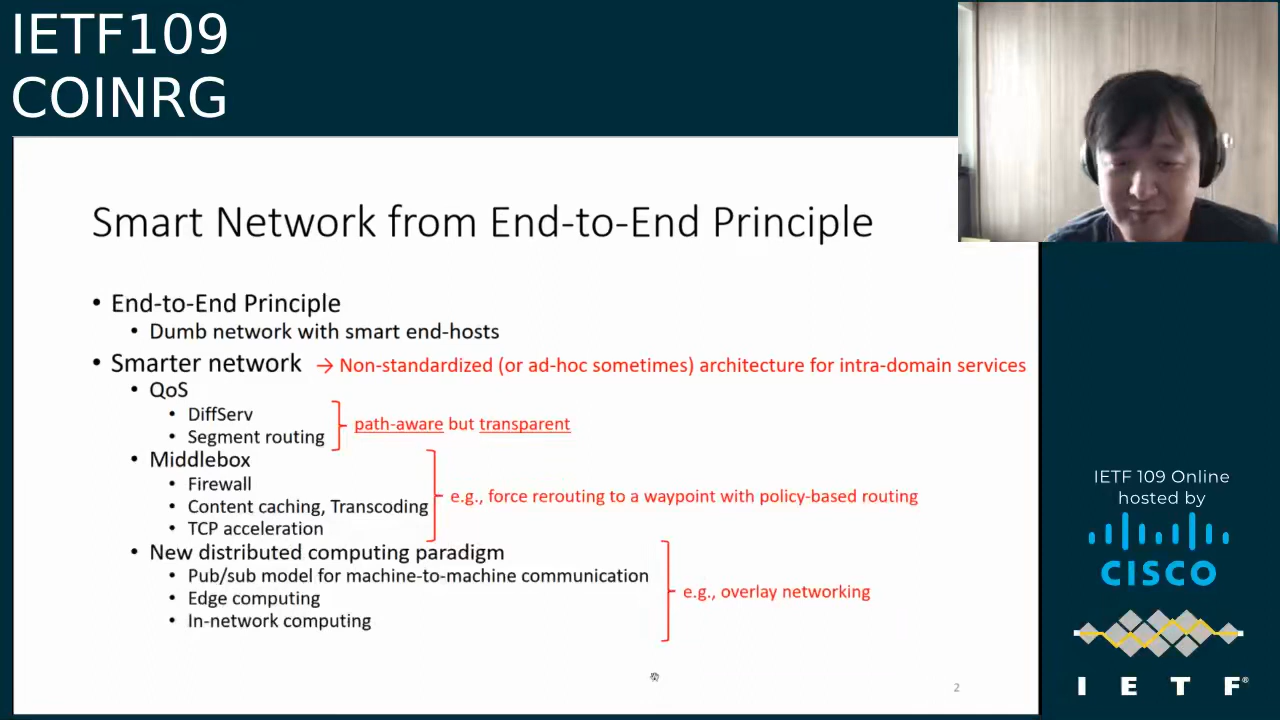 IETF109
COINRG
Smart Network from End-to-End Principle
• End-to-End Principle
• Dumb network with smart end-hosts
• Smarter network → Non-standardized (or ad-hoc sometimes) architecture for intra-domain services
• QoS
• DiffServ
• Segment routing
path-aware but transparent
• Middlebox
• Firewall
• Content caching, Transcoding
• TCP acceleration
e.g., force rerouting to a waypoint with policy-based routing
• New distributed computing paradigm
• Pub/sub model for machine-to-machine communication
• Edge computing
• In-network computing
e.g., overlay networking
2
IETF 109 Online
hosted by
CISCO
IETF®